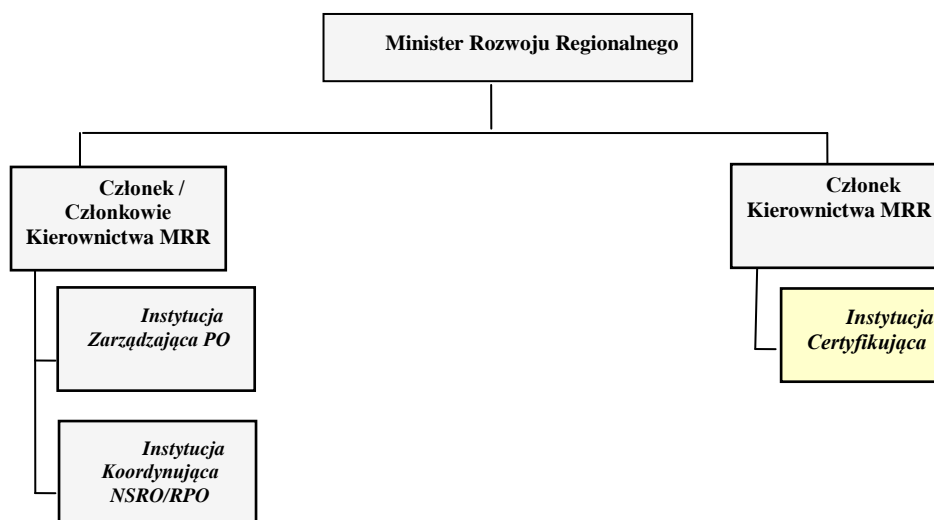 Minister Rozwoju Regionalnego
Członek /
Członkowie
Kierownictwa MRR
Członek
Kierownictwa MRR
Instytucja
Zarządzająca PO
Instytucja
Certyfikująca
Instytucja
Koordynująca
NSRO/RPO